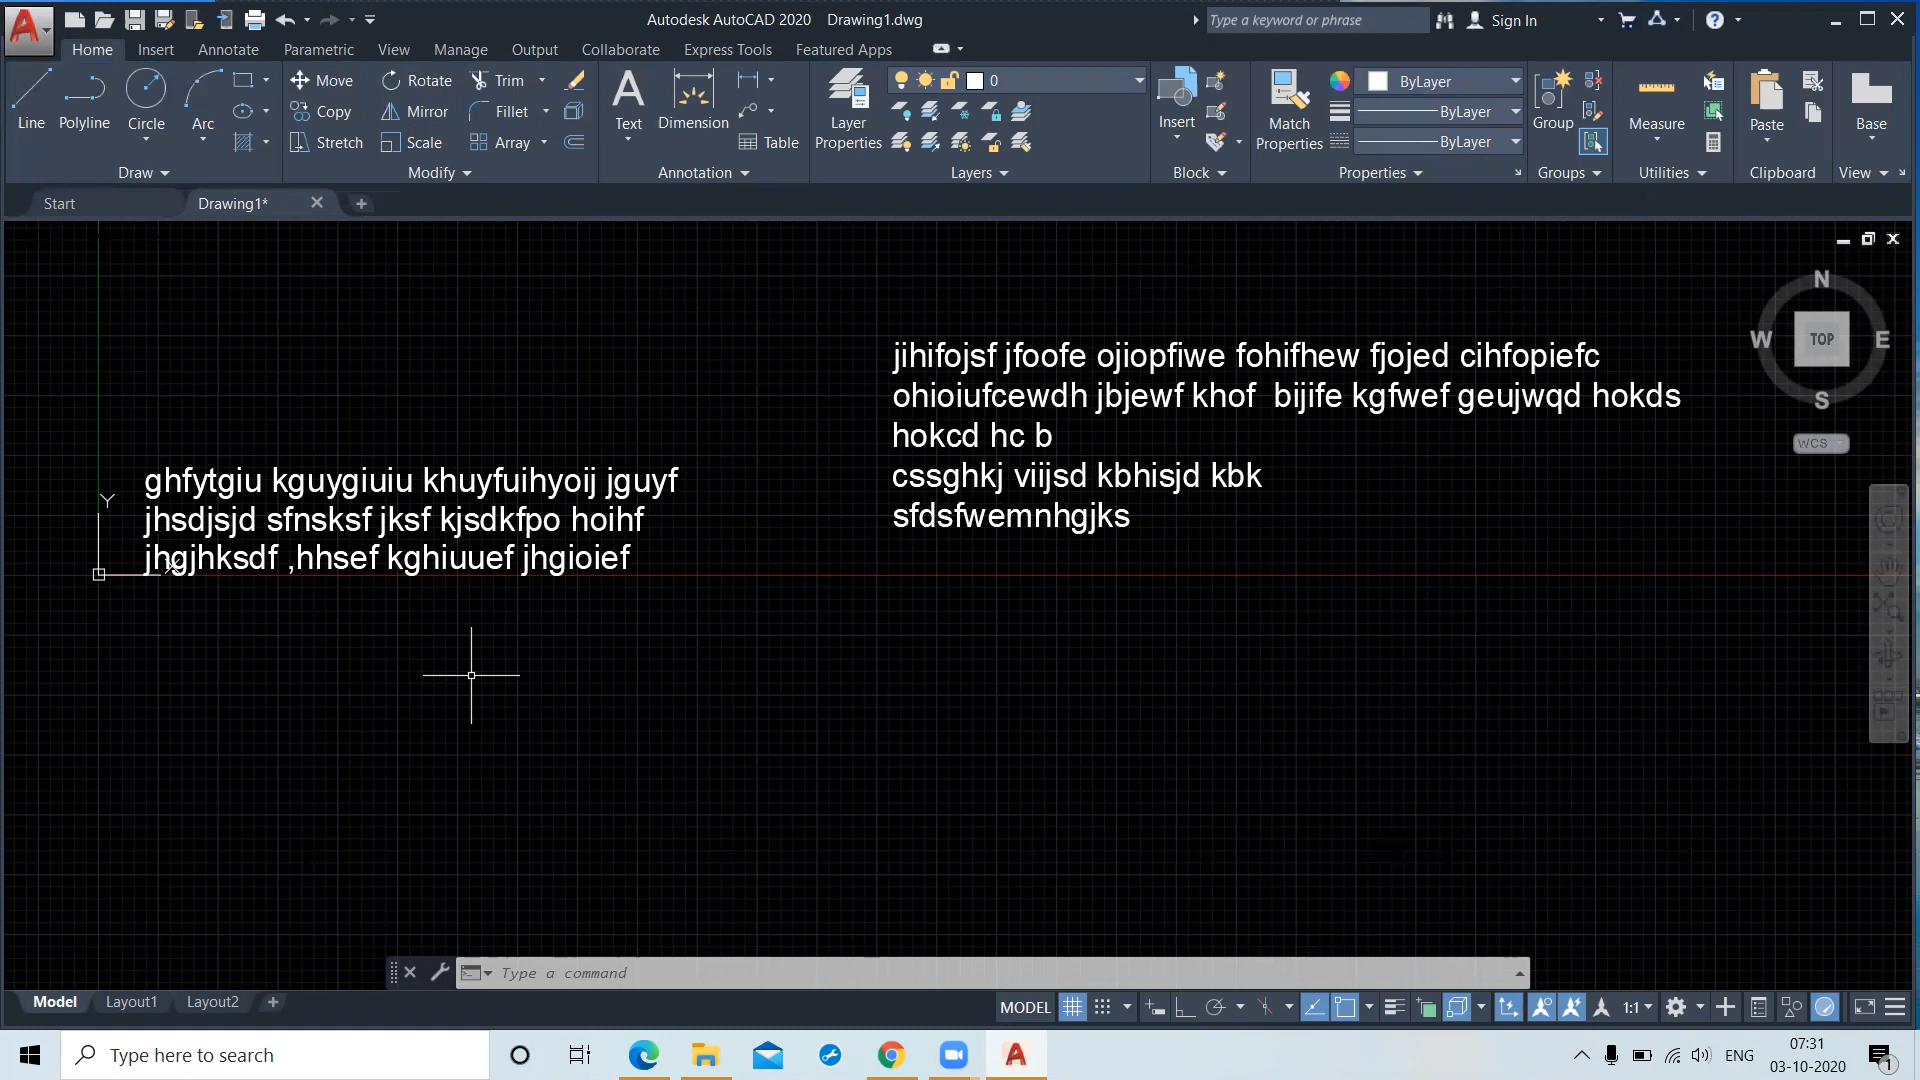 Autodesk AutoCAD 2020 Drawing1.dwg
Type a keyword or phrase
Sign In
Home Insert Annotate Parametric View Manage Output Collaborate Express Tools Featured Apps
Line Polyline Circle Arc
Draw
Move Rotate Trim
Copy Mirror Fillet
Stretch Scale Array
Modify
Text Dimension Table
Annotation
Layer Properties
0
Layers
Insert
Block
Match Properties
ByLayer
ByLayer
ByLayer
Properties
Group
Groups
Measure
Utilities
Paste
Clipboard
Base
View
Start Drawing1*
N
W TOP E
S
WCS
jihifojsf jfoofe ojiopfiwe fohifhew fjojed cihfopiefc
ohioiufcewdh jbjewf khof  bijife kgfwef geujwqd hokds
hokcd hc b
cssghkj viijsd kbhisjd kbk
sfdsfwemnhgjks
ghfytgiu kguygiuiu khuyfuihyoij jguyf
jhsdjsjd sfnsksf jksf kjsdkfpo hoihf
jhgjhksdf ,hhsef kghiuuef jhgioief
Y
X
Type a command
Model Layout1 Layout2
MODEL 1:1
Type here to search
ENG
07:31
03-10-2020
1